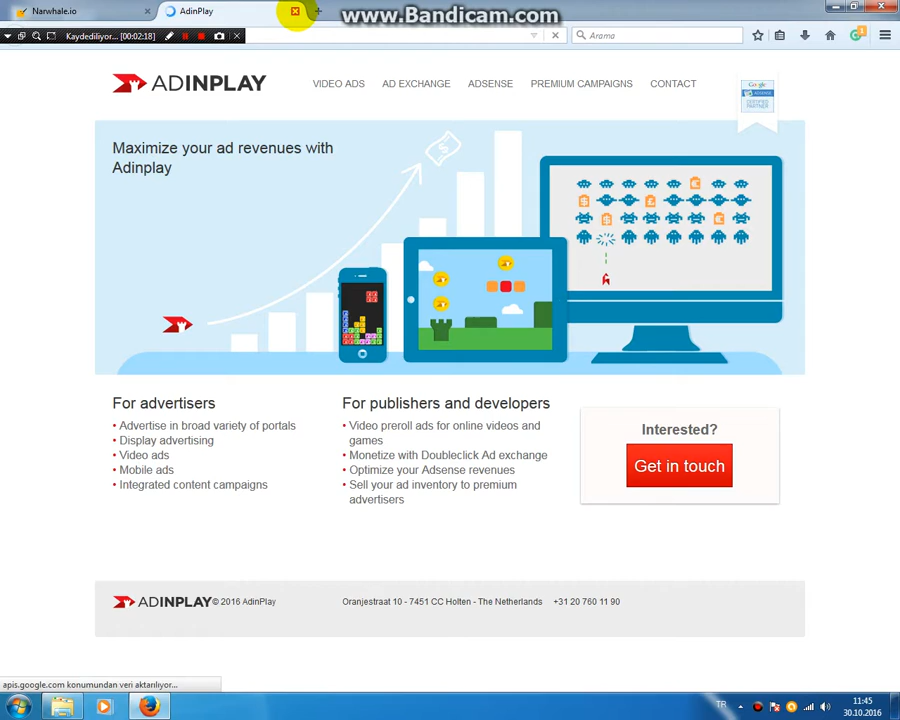 www.Bandicam.com
Narwhale.io
AdinPlay
Kaydediliyor... [00:02:18]
Arama
ADINPLAY
VIDEO ADS
AD EXCHANGE
ADSENSE
PREMIUM CAMPAIGNS
CONTACT
Google
ADSENSE
CERTIFIED
PARTNER
Maximize your ad revenues with
Adinplay
For advertisers
• Advertise in broad variety of portals
• Display advertising
• Video ads
• Mobile ads
• Integrated content campaigns
For publishers and developers
• Video preroll ads for online videos and
games
• Monetize with Doubleclick Ad exchange
• Optimize your Adsense revenues
• Sell your ad inventory to premium
advertisers
Interested?
Get in touch
ADINPLAY © 2016 AdinPlay
Oranjestraat 10 - 7451 CC Holten - The Netherlands
+31 20 760 11 90
apis.google.com konumundan veri aktarılıyor...
TR
11:45
30.10.2016